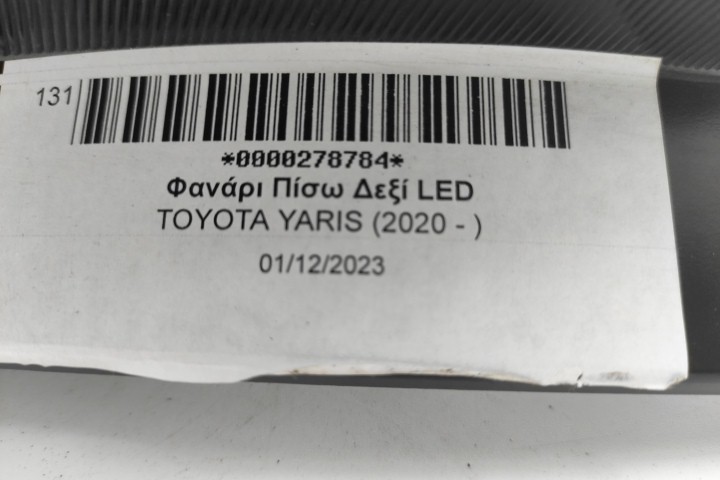 131
*0000278784*
Φανάρι Πίσω Δεξί LED
TOYOTA YARIS (2020 - )
01/12/2023